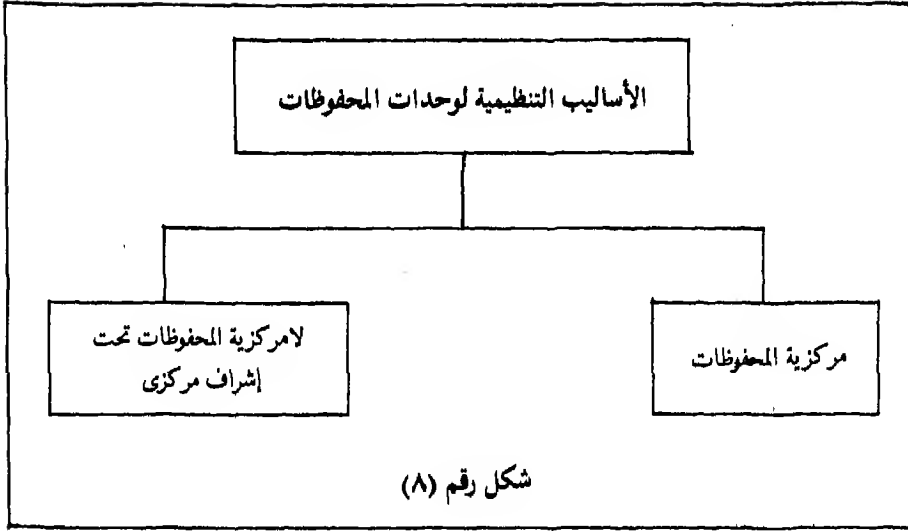 الأساليب التنظيمية لوحدات المحفوظات
مركزية المحفوظات
لامركزية المحفوظات تحت
إشراف مركزى
شكل رقم (٨)